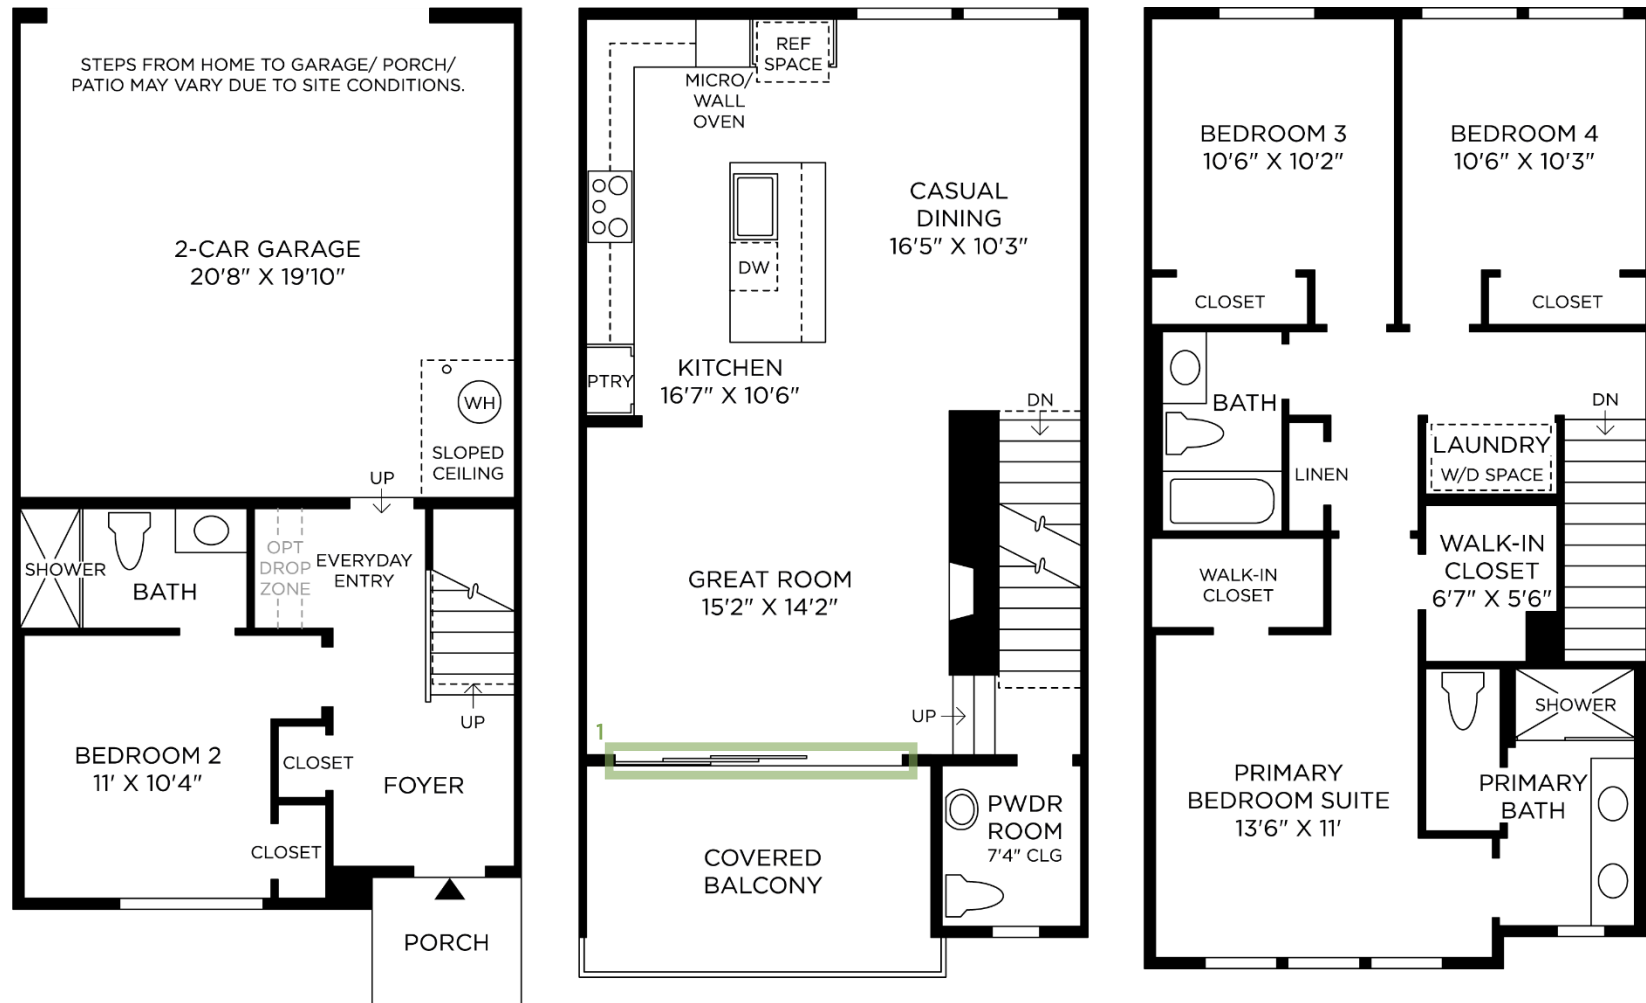 STEPS FROM HOME TO GARAGE/ PORCH/
PATIO MAY VARY DUE TO SITE CONDITIONS.
2-CAR GARAGE
20'8" X 19'10"
WH
SLOPED
CEILING
UP
SHOWER
BATH
OPT
DROP
ZONE
EVERYDAY
ENTRY
UP
BEDROOM 2
11' X 10'4"
CLOSET
FOYER
CLOSET
PORCH
REF
SPACE
MICRO/
WALL
OVEN
CASUAL
DINING
16'5" X 10'3"
DW
PTRY
KITCHEN
16'7" X 10'6"
DN
GREAT ROOM
15'2" X 14'2"
UP
1
PWDR
ROOM
7'4" CLG
COVERED
BALCONY
BEDROOM 3
10'6" X 10'2"
BEDROOM 4
10'6" X 10'3"
CLOSET
CLOSET
BATH
DN
LINEN
LAUNDRY
W/D SPACE
WALK-IN
CLOSET
WALK-IN
CLOSET
6'7" X 5'6"
SHOWER
PRIMARY
BEDROOM SUITE
13'6" X 11'
PRIMARY
BATH